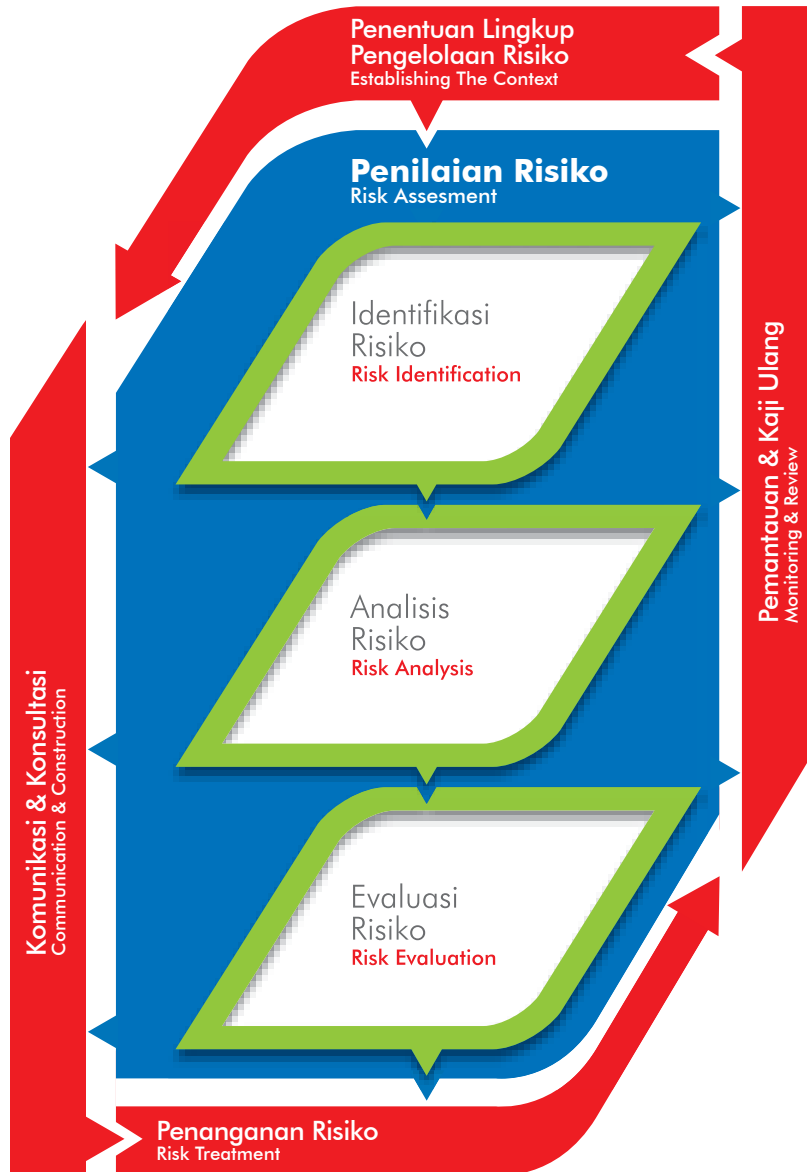 Penentuan Lingkup
Pengelolaan Risiko
Establishing The Context
Penilaian Risiko
Risk Assesment
Identifikasi
Risiko
Risk Identification
Analisis
Risiko
Risk Analysis
Evaluasi
Risiko
Risk Evaluation
Komunikasi & Konsultasi
Communication & Construction
Pemantauan & Kaji Ulang
Monitoring & Review
Penanganan Risiko
Risk Treatment